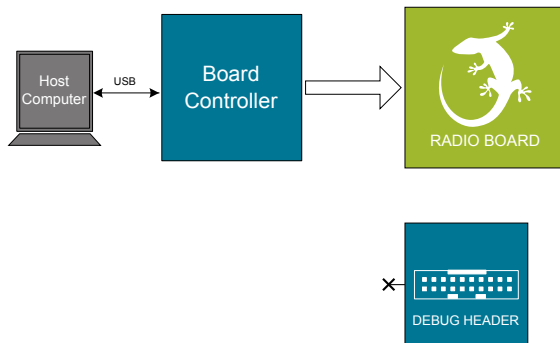 Host
Computer
USB
Board
Controller
RADIO BOARD
DEBUG HEADER